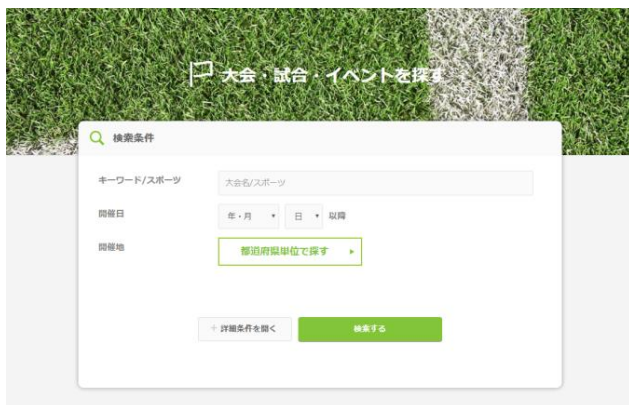 大会・試合・イベントを探す
検索条件
キーワード/スポーツ
大会名/スポーツ
開催日
年・月
日
以降
開催地
都道府県単位で探す
+ 詳細条件を開く
検索する